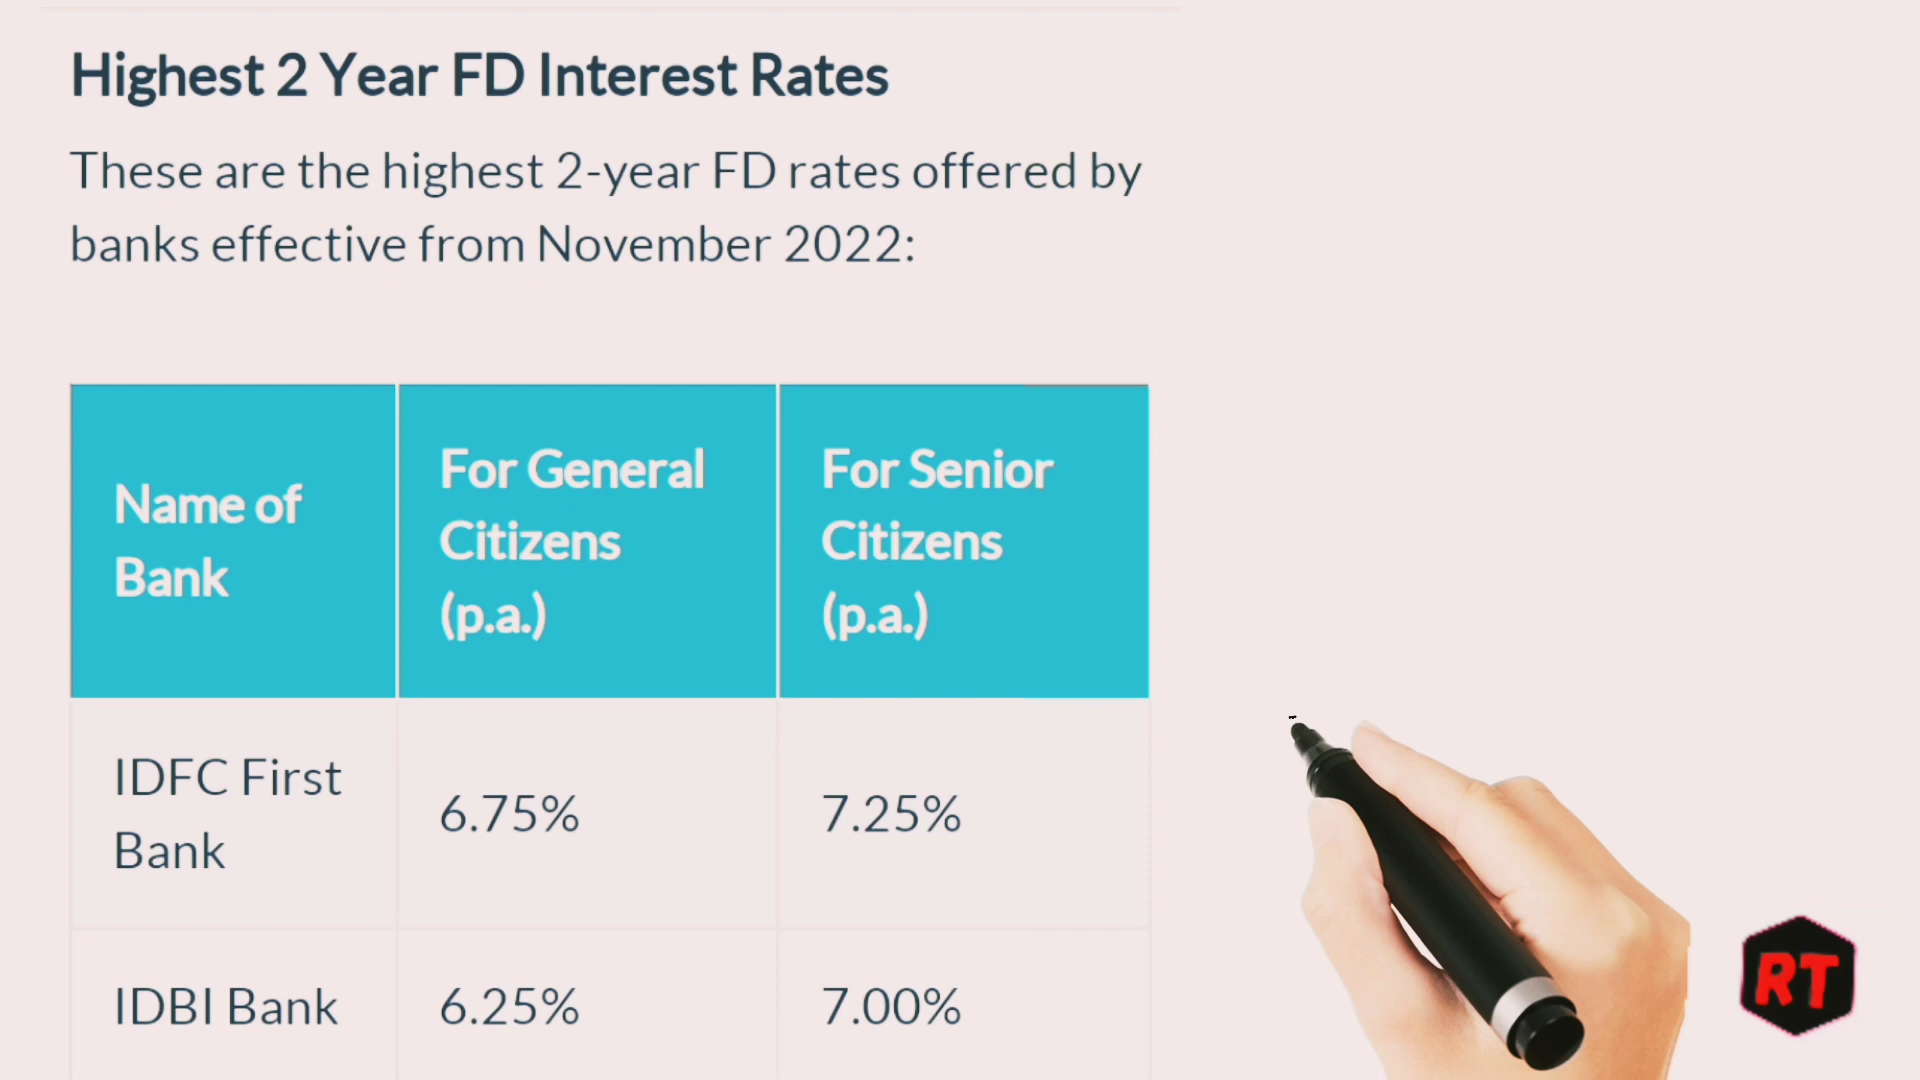 Highest 2 Year FD Interest Rates
These are the highest 2-year FD rates offered by
banks effective from November 2022:
Name of
Bank
For General
Citizens
(p.a.)
For Senior
Citizens
(p.a.)
IDFC First
Bank
6.75%
7.25%
IDBI Bank
6.25%
7.00%
RT